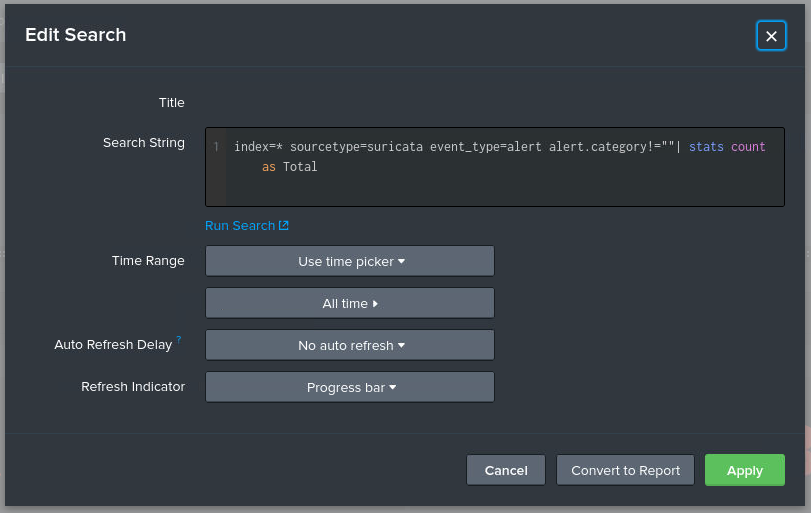 Edit Search
Title
Search String
1 index=* sourcetype=suricata event_type=alert alert.category!=""| stats count
as Total
Run Search
Time Range
Use time picker
All time
Auto Refresh Delay ?
No auto refresh
Refresh Indicator
Progress bar
Cancel
Convert to Report
Apply